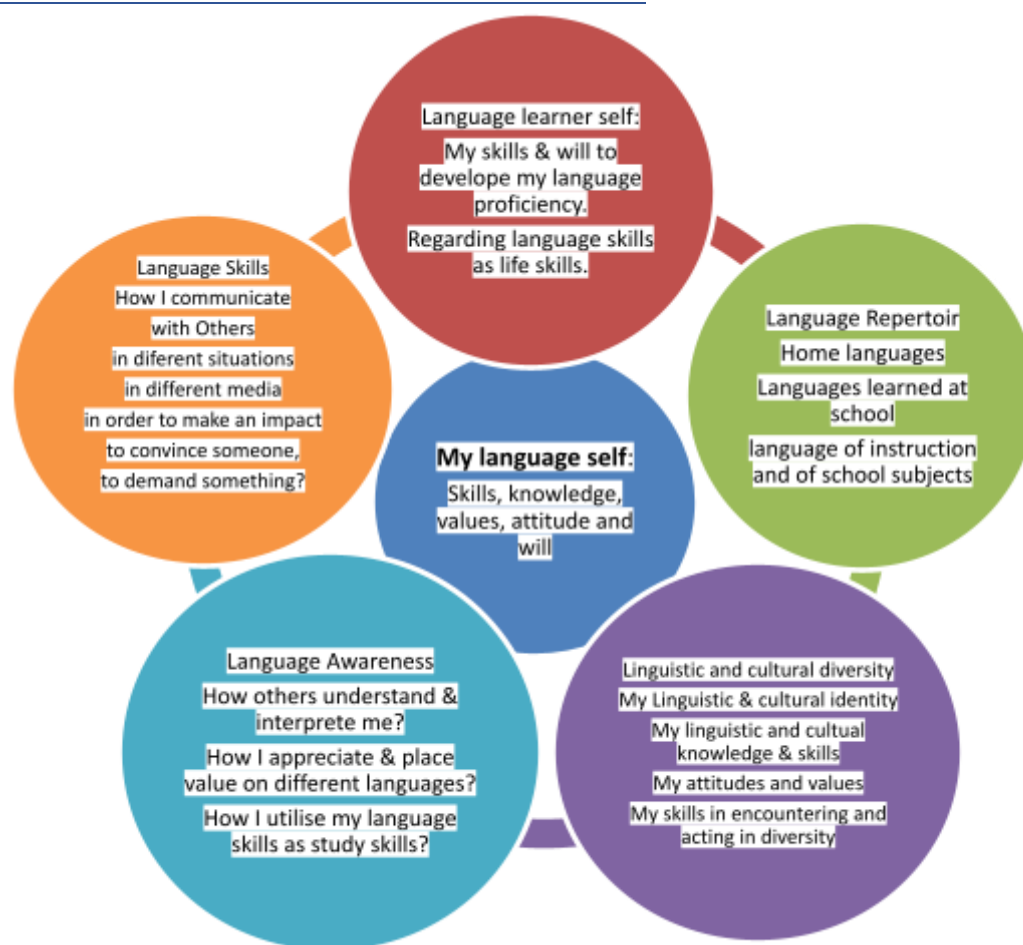 Language learner self:
My skills & will to
develope my language
proficiency.
Regarding language skills
as life skills.
Language Repertoir
Home languages
Languages learned at
school
language of instruction
and of school subjects
Linguistic and cultural diversity
My Linguistic & cultural identity
My linguistic and cultual
knowledge & skills
My attitudes and values
My skills in encountering and
acting in diversity
Language Awareness
How others understand &
interprete me?
How I appreciate & place
value on different languages?
How I utilise my language
skills as study skills?
Language Skills
How I communicate
with Others
in diferent situations
in different media
in order to make an impact
to convince someone,
to demand something?
My language self:
Skills, knowledge,
values, attitude and
will